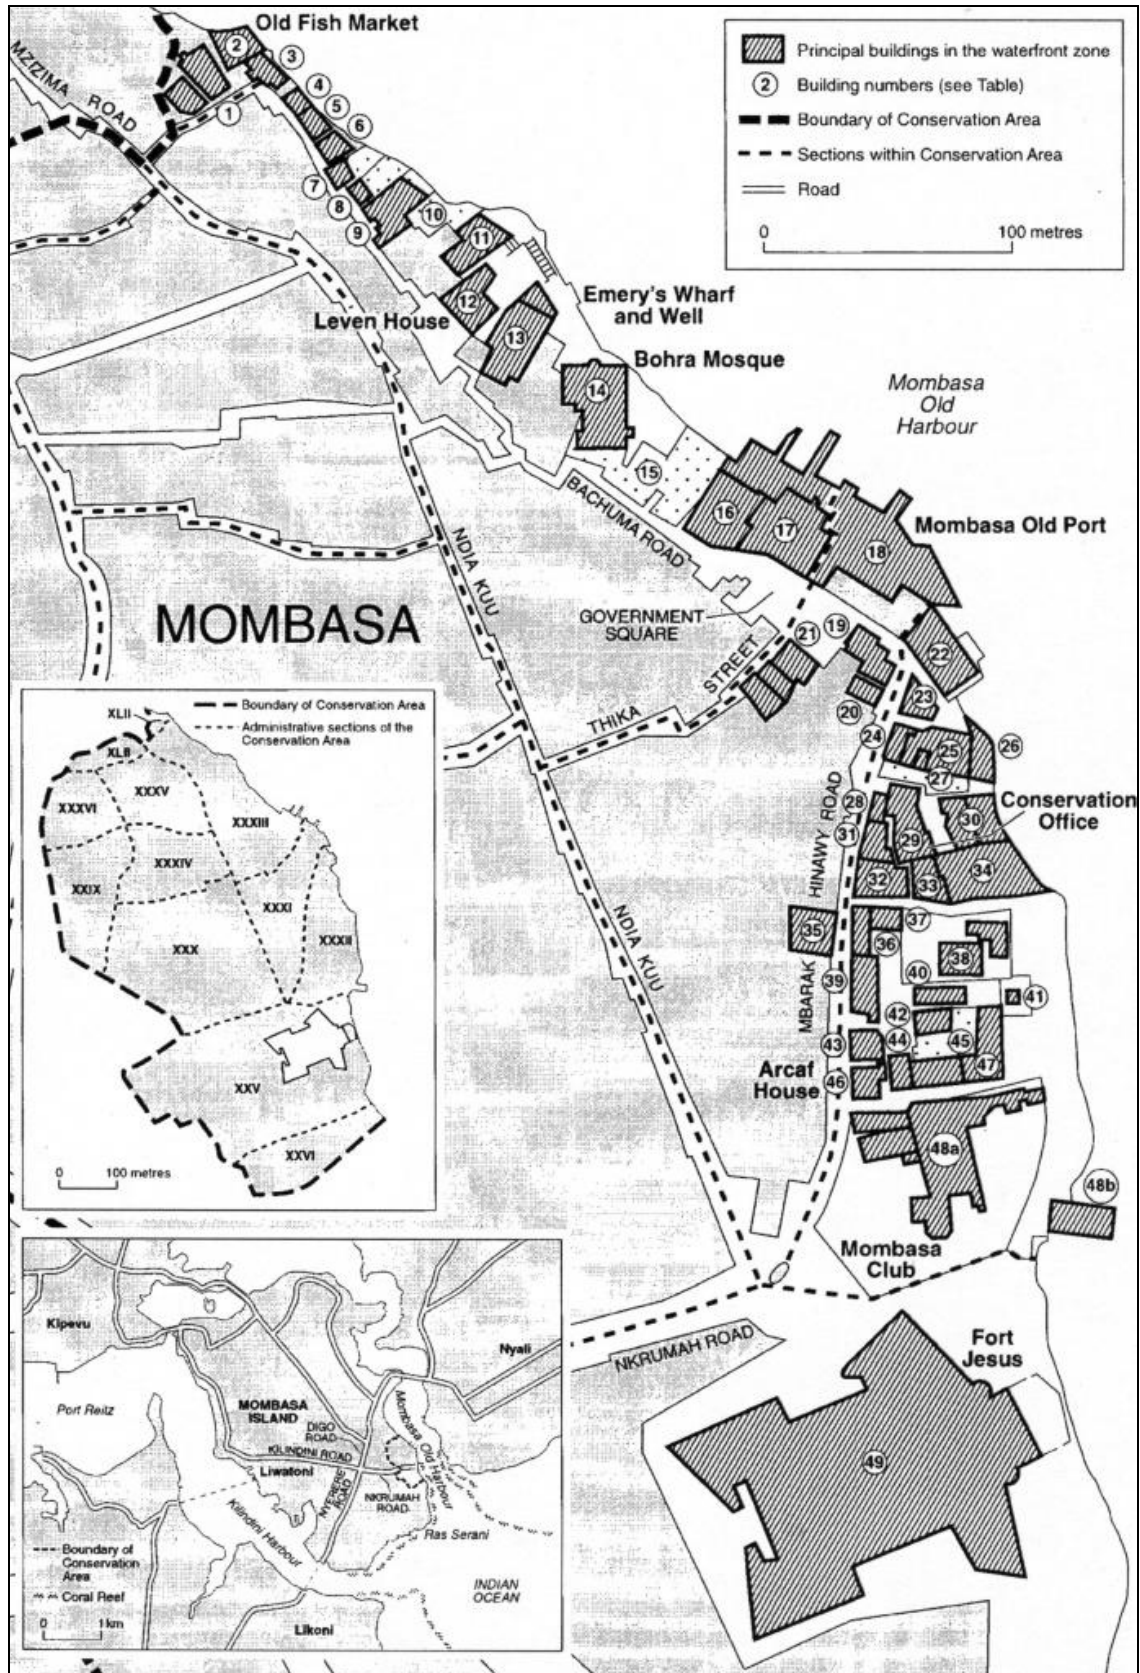 Old Fish Market
MZIZIMA ROAD
2
3
4
5
6
1
7
8
9
10
11
12
13
14
15
16
17
18
Principal buildings in the waterfront zone
2
Building numbers (see Table)
Boundary of Conservation Area
Sections within Conservation Area
Road
0
100 metres
Leven House
Emery's Wharf
and Well
Bohra Mosque
Mombasa
Old
Harbour
BACHUMA ROAD
Mombasa Old Port
NDIA KUU
MOMBASA
GOVERNMENT
SQUARE
THIKA STREET
21
19
22
23
20
24
25
26
27
HINAWY ROAD
28
31
29
30
Conservation
Office
32
33
34
35
36
37
38
39
40
41
NDIA KUU
MBARAK
42
43
44
45
46
47
Arcaf
House
48a
48b
Mombasa
Club
NKRUMAH ROAD
Fort
Jesus
49
Boundary of Conservation Area
Administrative sections of the
Conservation Area
XLII
XLII
XXXVI
XXXV
XXXIII
XXXIV
XXIX
XXXI
XXXII
XXX
XXV
XXVI
0
100 metres
Kipevu
Nyali
Port Reitz
MOMBASA
ISLAND
DIGO
ROAD
KILINDINI ROAD
Liwatoni
NYERERE
ROAD
NKRUMAH
ROAD
Mombasa Old Harbour
Kilindini Harbour
Ras Serani
INDIAN
OCEAN
Likoni
Boundary of
Conservation
Area
Coral Reef
0
1km